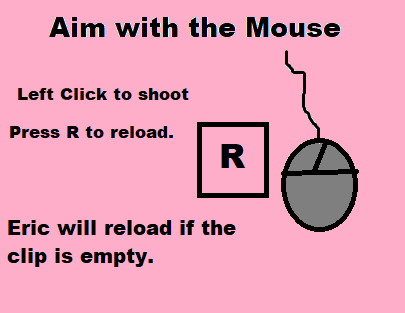 Aim with the Mouse
Left Click to shoot
Press R to reload.
R
Eric will reload if the
clip is empty.